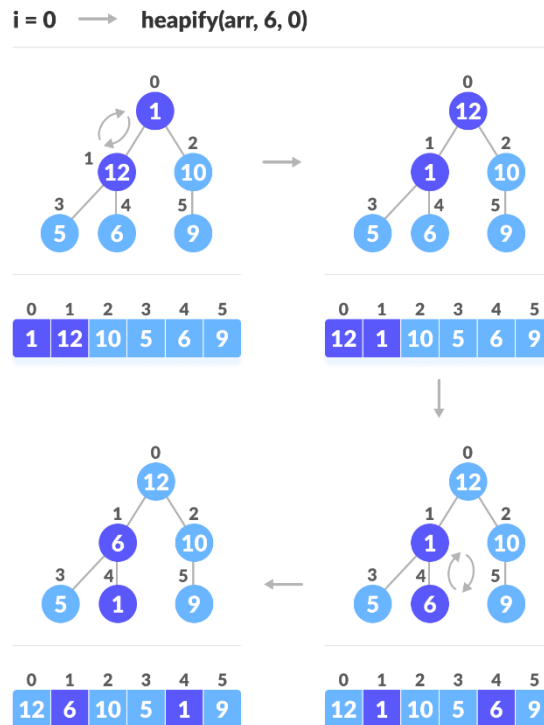 i = 0 → heapify(arr, 6, 0)
0 0
1 12
1 2 1 2
12 10 1 10
3 4 5 3 4 5
5 6 9 5 6 9
0 1 2 3 4 5 0 1 2 3 4 5
1 12 10 5 6 9 12 1 10 5 6 9
0 0
12 12
1 2 1 2
6 10 1 10
3 4 5 3 4 5
5 1 9 5 6 9
0 1 2 3 4 5 0 1 2 3 4 5
12 6 10 5 1 9 12 1 10 5 6 9